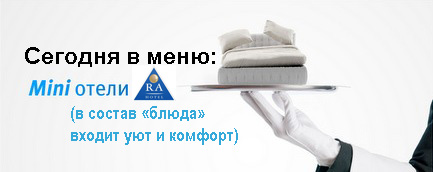 Сегодня в меню:
Mini отели RA
HOTEL
(в состав «блюда»
входит уют и комфорт)